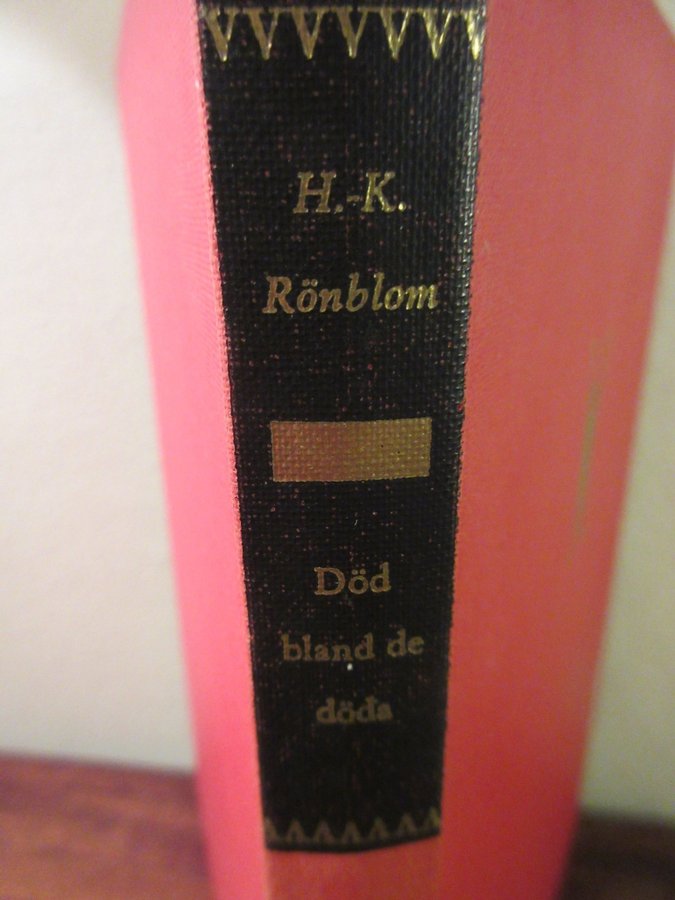 H.-K.
Rönblom
Död
bland de
döda